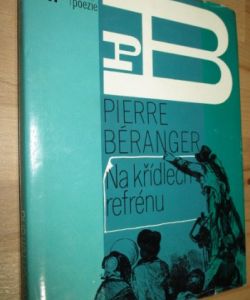 poezie
PB
PIERRE
BÉRANGER
Na křídlech
refrénu